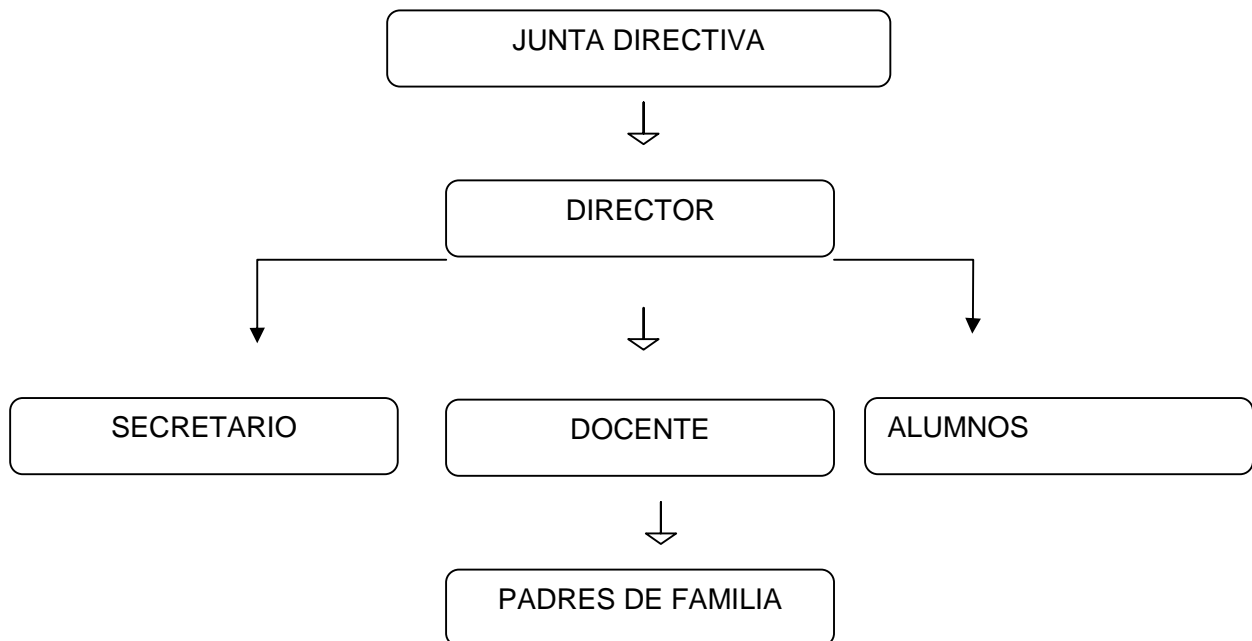 JUNTA DIRECTIVA
DIRECTOR
SECRETARIO
DOCENTE
ALUMNOS
PADRES DE FAMILIA